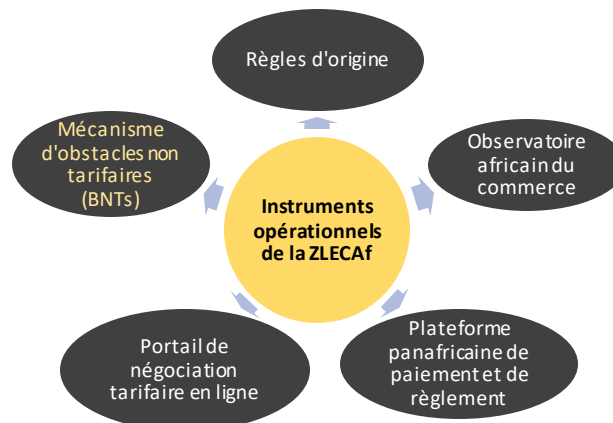 Règles d'origine
Mécanisme
d'obstacles non
tarifaires
(BNTs)
Observatoire
africain du
commerce
Instruments
opérationnels
de la ZLECAf
Portail de
négociation
tarifaire en ligne
Plateforme
panafricaine de
paiement et de
règlement